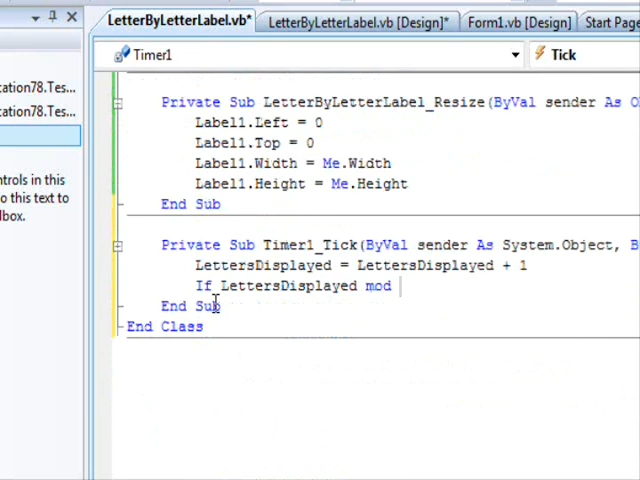 LetterByLetterLabel.vb* LetterByLetterLabel.vb [Design]* Form1.vb [Design] Start Page
Timer1 Tick
cation78.Tes...
cation78.Tes...
ntrols in this
o this text to
lbox.
Private Sub LetterByLetterLabel_Resize(ByVal sender As O
Label1.Left = 0
Label1.Top = 0
Label1.Width = Me.Width
Label1.Height = Me.Height
End Sub
Private Sub Timer1_Tick(ByVal sender As System.Object, B
LettersDisplayed = LettersDisplayed + 1
If LettersDisplayed mod
End Sub
End Class